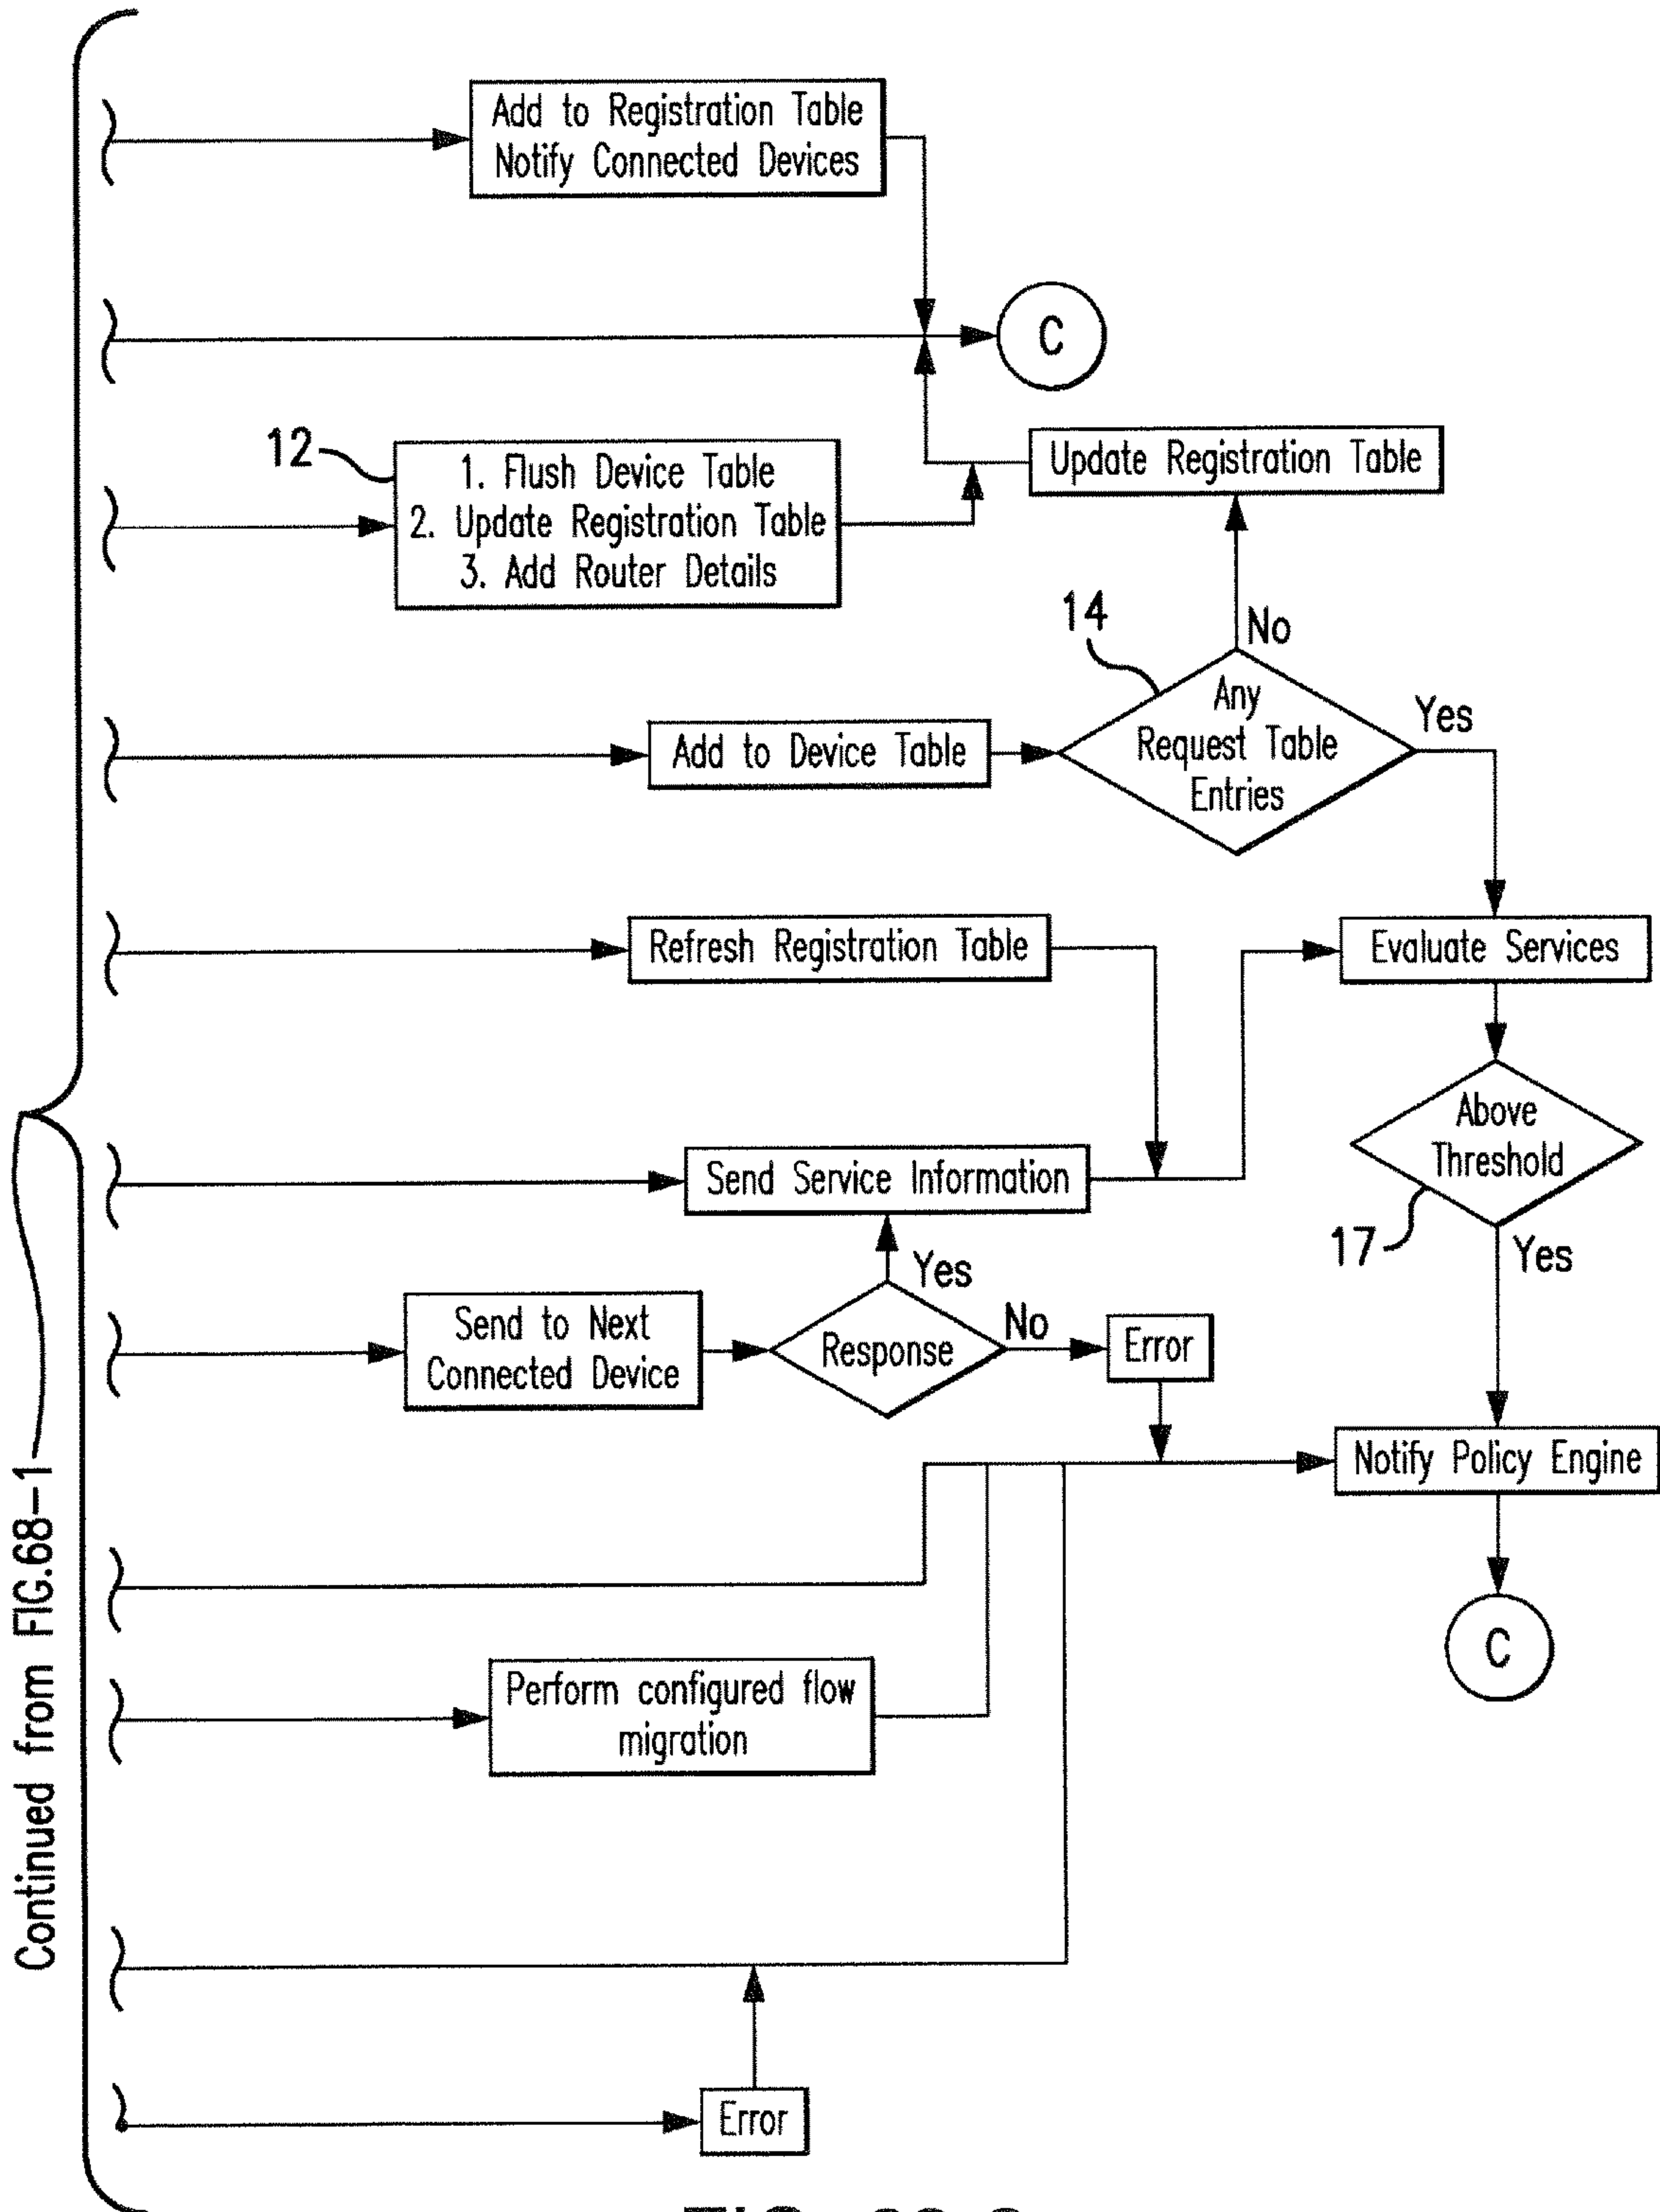 Add to Registration Table
Notify Connected Devices
C
12
1. Flush Device Table
2. Update Registration Table
3. Add Router Details
Update Registration Table
No
14
Any
Request Table
Entries
Yes
Add to Device Table
Refresh Registration Table
Evaluate Services
Above
Threshold
17
Yes
Send Service Information
Yes
Send to Next
Connected Device
Response
No
Error
Notify Policy Engine
C
Perform configured flow
migration
Error
Continued from FIG.68-1